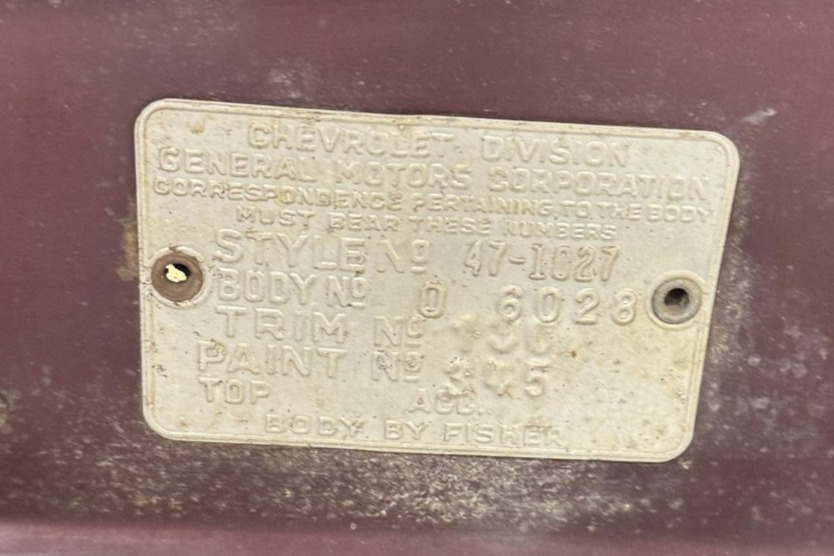 CHEVROLET DIVISION
GENERAL MOTORS CORPORATION
CORRESPONDENCE PERTAINING TO THE BODY
MUST BEAR THESE NUMBERS
STYLE Nº 47-1027
BODY Nº O 6028
TRIM Nº
PAINT Nº 345
TOP ACC.
BODY BY FISHER